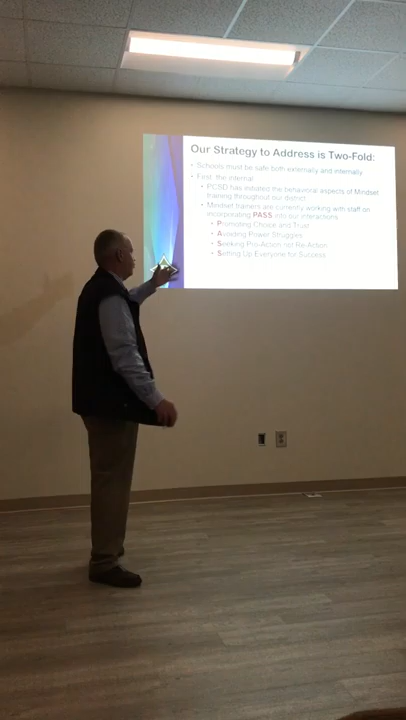 Our Strategy to Address is Two-Fold:
• Schools must be safe both externally and internally
• First the internal
• PCSD has initiated the behavioral aspects of Mindset
training throughout our district
• Mindset trainers are currently working with staff on
incorporating PASS into our interactions
• Promoting Choice and Trust
• Avoiding Power Struggles
• Seeking Pro-Action not Re-Action
• Setting Up Everyone for Success